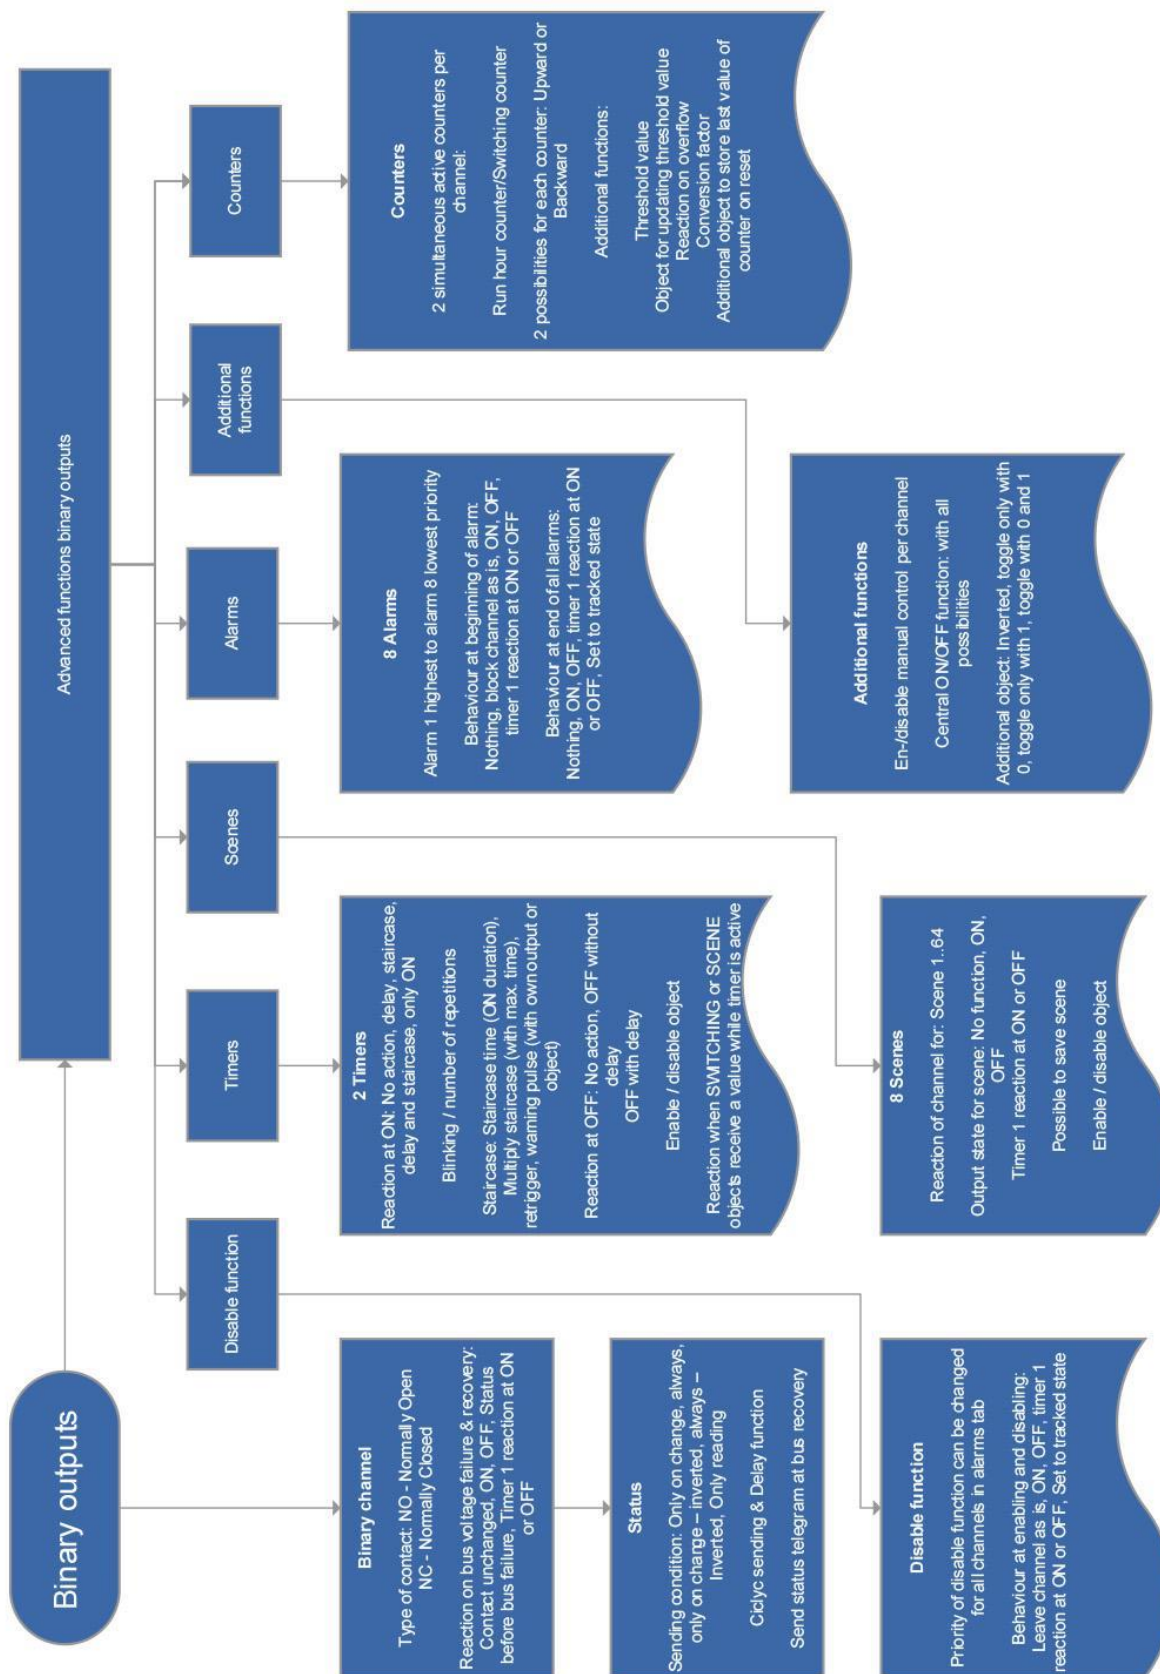 Binary outputs
Advanced functions binary outputs
Disable function
Timers
Scenes
Alarms
Additional
functions
Counters
Binary channel
Type of contact: NO - Normally Open
NC - Normally Closed
Reaction on bus voltage failure & recovery:
Contact unchanged, ON, OFF, Status
before bus failure, Timer 1 reaction at ON
or OFF
2 Timers
Reaction at ON: No action, delay, staircase,
delay and staircase, only ON
Blinking / number of repetitions
Staircase: Staircase time (ON duration),
Multiply staircase (with max. time),
retrigger, warning pulse (with own output or
object)
Reaction at OFF: No action, OFF without
delay
OFF with delay
Enable / disable object
Reaction when SWITCHING or SCENE
objects receive a value while timer is active
8 Alarms
Alarm 1 highest to alarm 8 lowest priority
Behaviour at beginning of alarm:
Nothing, block channel as is, ON, OFF,
timer 1 reaction at ON or OFF
Behaviour at end of all alarms:
Nothing, ON, OFF, timer 1 reaction at ON
or OFF, Set to tracked state
Counters
2 simultaneous active counters per
channel:
Run hour counter/Switching counter
2 possibilities for each counter: Upward or
Backward
Additional functions:
Threshold value
Object for updating threshold value
Reaction on overflow
Conversion factor
Additional object to store last value of
counter on reset
Status
Sending condition: Only on change, always,
only on change – inverted, always –
Inverted, Only reading
Ciclyc sending & Delay function
Send status telegram at bus recovery
Additional functions
En-/disable manual control per channel
Central ON/OFF function: with all
possibilities
Additional object: Inverted, toggle only with
0, toggle only with 1, toggle with 0 and 1
Disable function
Priority of disable function can be changed
for all channels in alarms tab
Behaviour at enabling and disabling:
Leave channel as is, ON, OFF, timer 1
reaction at ON or OFF, Set to tracked state
8 Scenes
Reaction of channel for: Scene 1..64
Output state for scene: No function, ON,
OFF
Timer 1 reaction at ON or OFF
Possible to save scene
Enable / disable object